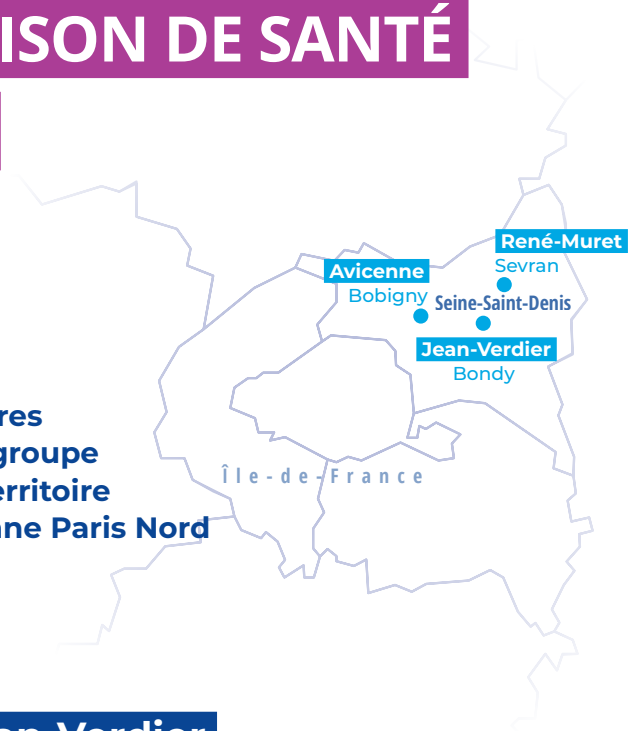 ISON DE SANTÉ
René-Muret
Sevran
Avicenne
Bobigny
Seine-Saint-Denis
Jean-Verdier
Bondy
res
groupe
erritoire
Île-de-France
ne Paris Nord
Verdier